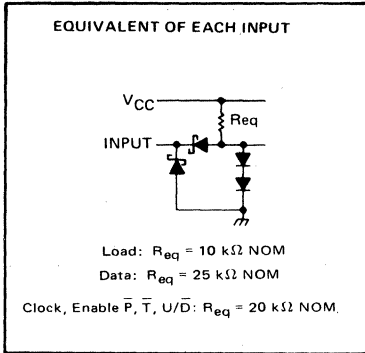 EQUIVALENT OF EACH INPUT
VCC
Req
INPUT
Load: Req = 10 kΩ NOM
Data: Req = 25 kΩ NOM
Clock, Enable P̅, T̅, U/D̅: Req = 20 kΩ NOM